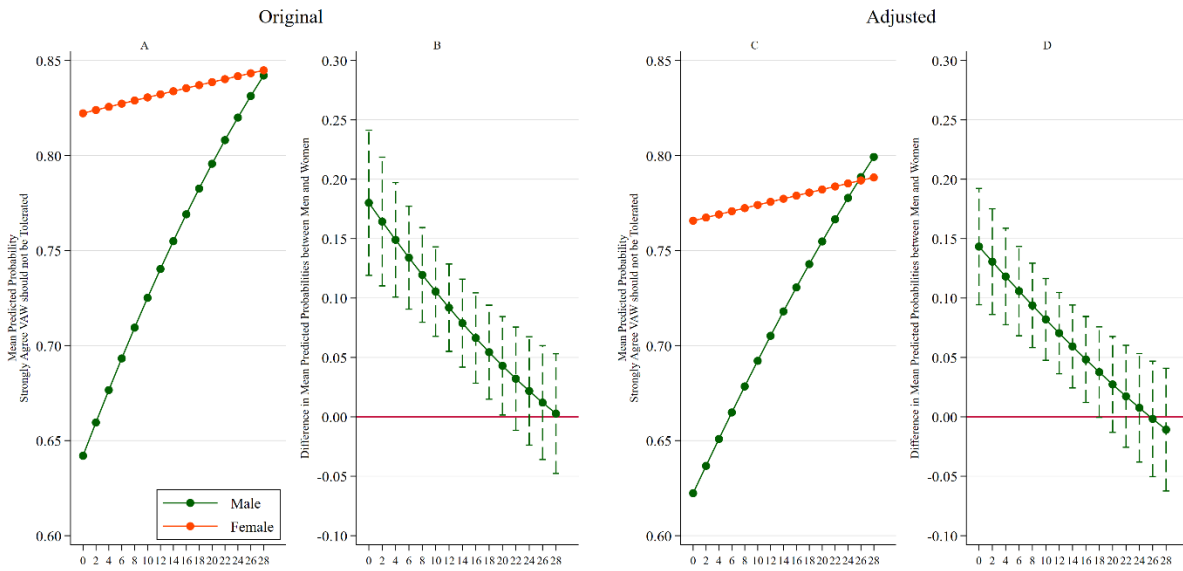 Original
Adjusted
A
B
C
D
Mean Predicted Probability
Strongly Agree VAW should not be Tolerated
0.85
0.80
0.75
0.70
0.65
0.60
0 2 4 6 8 10 12 14 16 18 20 22 24 26 28
Male
Female
Difference in Mean Predicted Probabilities between Men and Women
0.30
0.25
0.20
0.15
0.10
0.05
0.00
-0.05
-0.10
0 2 4 6 8 10 12 14 16 18 20 22 24 26 28
Mean Predicted Probability
Strongly Agree VAW should not be Tolerated
0.85
0.80
0.75
0.70
0.65
0.60
0 2 4 6 8 10 12 14 16 18 20 22 24 26 28
Difference in Mean Predicted Probabilities between Men and Women
0.30
0.25
0.20
0.15
0.10
0.05
0.00
-0.05
-0.10
0 2 4 6 8 10 12 14 16 18 20 22 24 26 28